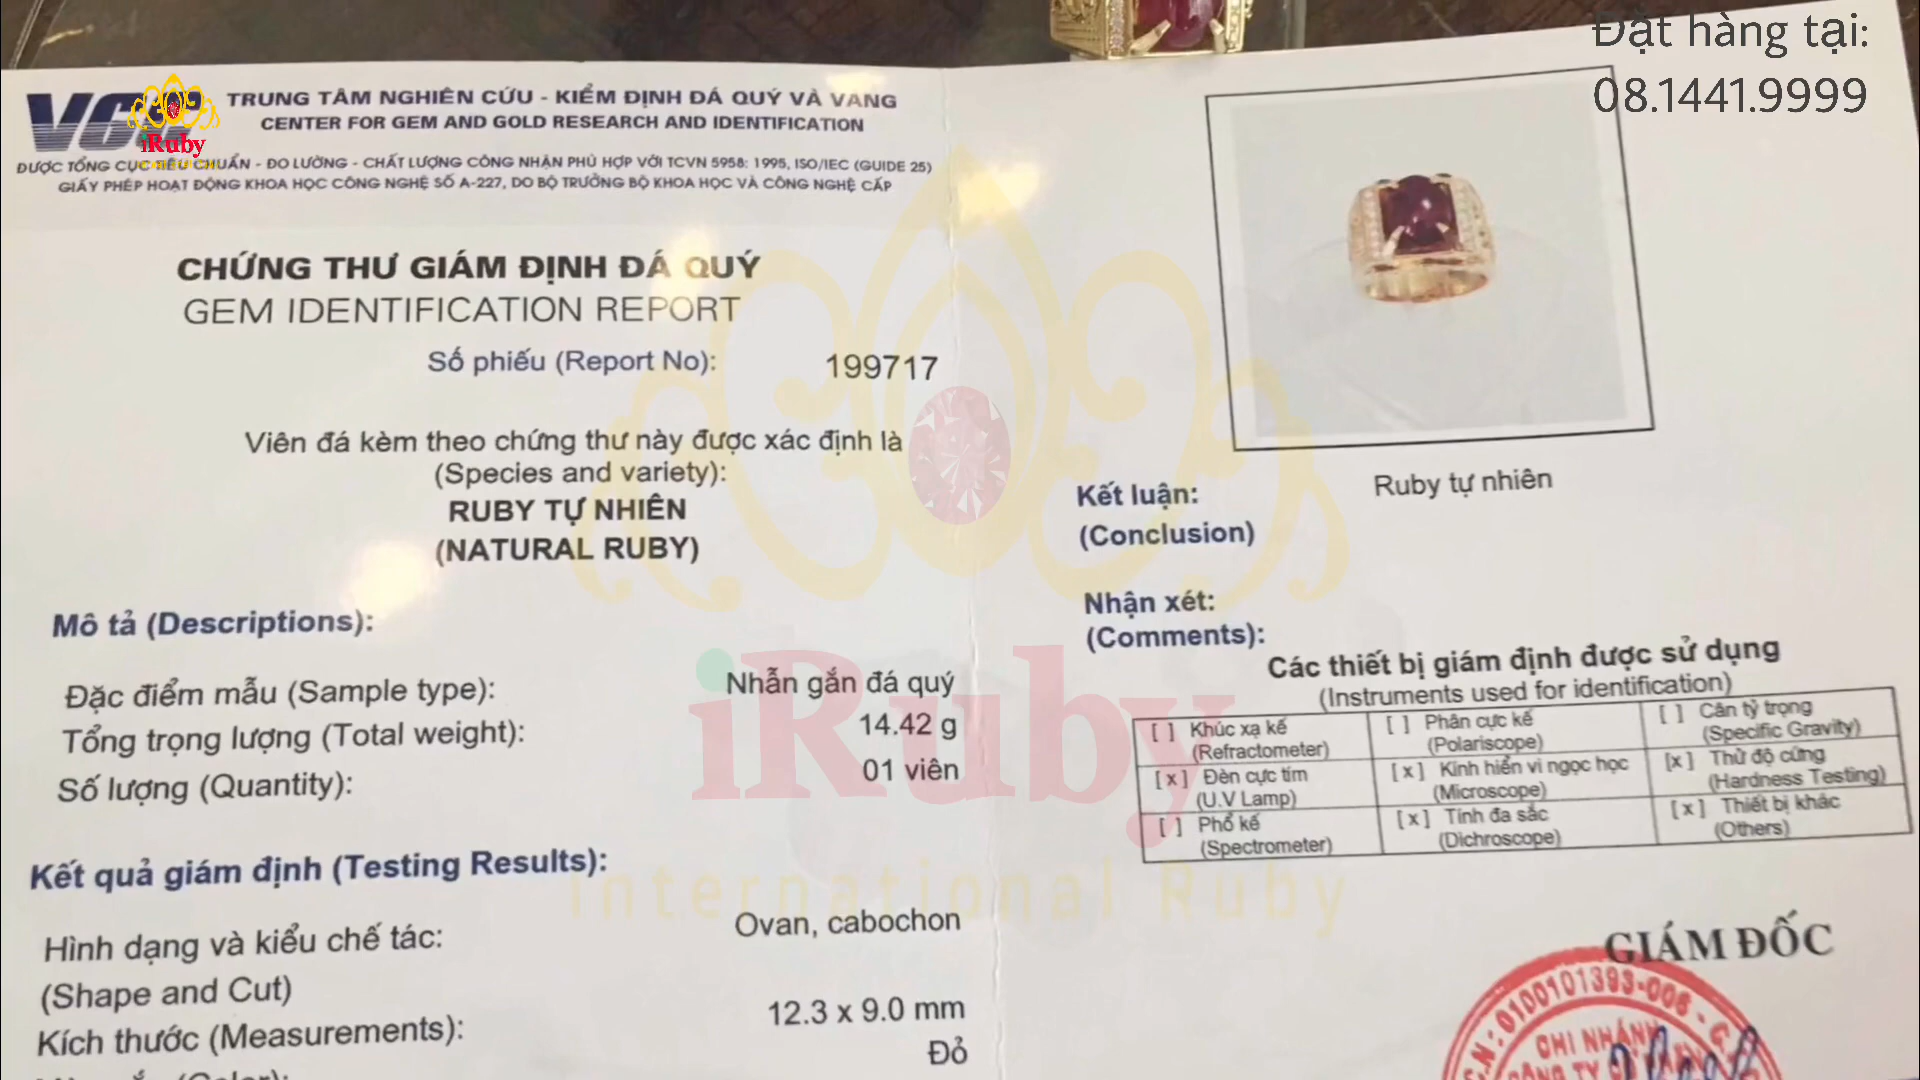 Đặt hàng tại:
08.1441.9999
iRuby
TRUNG TÂM NGHIÊN CỨU - KIỂM ĐỊNH ĐÁ QUÝ VÀ VÀNG
CENTER FOR GEM AND GOLD RESEARCH AND IDENTIFICATION
ĐƯỢC TỔNG CỤC TIÊU CHUẨN - ĐO LƯỜNG - CHẤT LƯỢNG CÔNG NHẬN PHÙ HỢP VỚI TCVN 5958: 1995, ISO/IEC (GUIDE 25)
GIẤY PHÉP HOẠT ĐỘNG KHOA HỌC CÔNG NGHỆ SỐ A-227, DO BỘ TRƯỞNG BỘ KHOA HỌC VÀ CÔNG NGHỆ CẤP
CHỨNG THƯ GIÁM ĐỊNH ĐÁ QUÝ
GEM IDENTIFICATION REPORT
Số phiếu (Report No): 199717
Viên đá kèm theo chứng thư này được xác định là
(Species and variety):
RUBY TỰ NHIÊN
(NATURAL RUBY)
Mô tả (Descriptions):
Đặc điểm mẫu (Sample type): Nhẫn gắn đá quý
Tổng trọng lượng (Total weight): 14.42 g
Số lượng (Quantity): 01 viên
Kết quả giám định (Testing Results):
Hình dạng và kiểu chế tác: Ovan, cabochon
(Shape and Cut)
Kích thước (Measurements): 12.3 x 9.0 mm
(Color): Đỏ
Kết luận: Ruby tự nhiên
(Conclusion)
Nhận xét:
(Comments):
Các thiết bị giám định được sử dụng
(Instruments used for identification)
[ ] Khúc xạ kế [ ] Phân cực kế [ ] Cân tỷ trọng
(Refractometer) (Polariscope) (Specific Gravity)
[x] Đèn cực tím [x] Kính hiển vi ngọc học [x] Thử độ cứng
(U.V Lamp) (Microscope) (Hardness Testing)
[ ] Phổ kế [x] Tính đa sắc [x] Thiết bị khác
(Spectrometer) (Dichroscope) (Others)
iRuby
International Ruby
GIÁM ĐỐC
0100101393-006
CHI NHÁNH